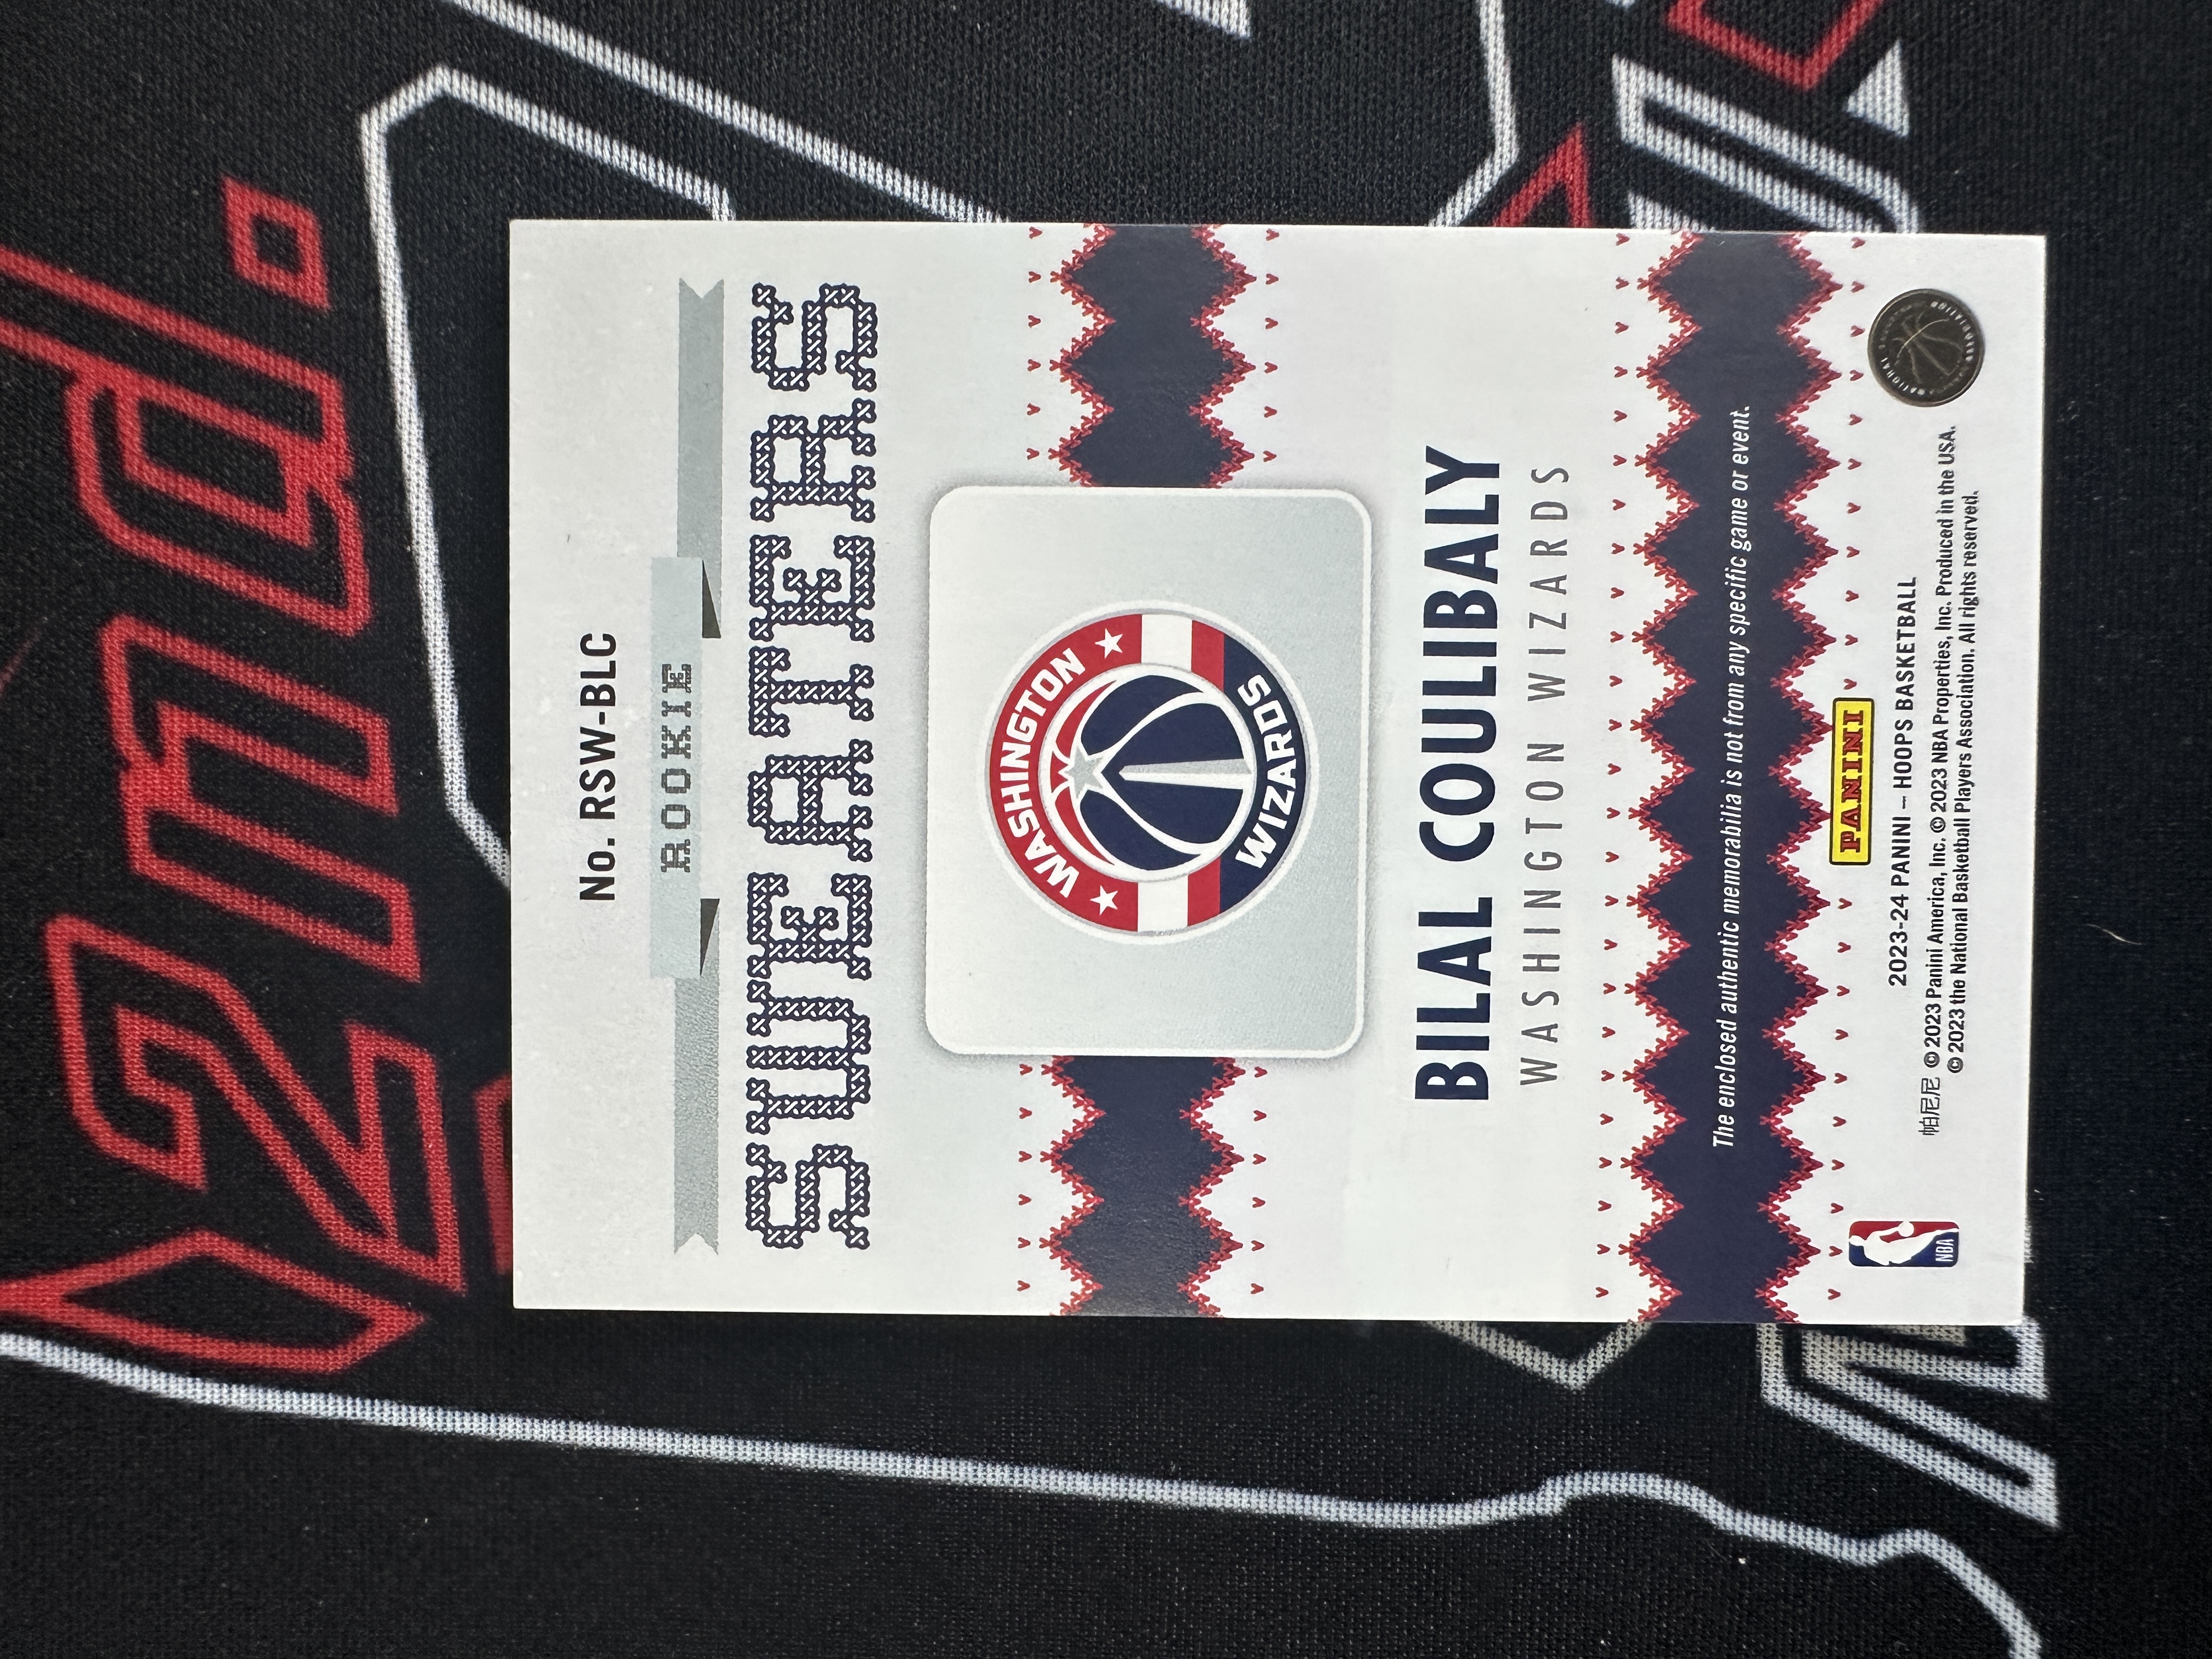 No. RSW-BLC
ROOKIE
SWEATERS
WASHINGTON
WIZARDS
BILAL COULIBALY
WASHINGTON WIZARDS
The enclosed authentic memorabilia is not from any specific game or event.
PANINI
2023-24 PANINI – HOOPS BASKETBALL
帕尼尼 © 2023 Panini America, Inc. © 2023 NBA Properties, Inc. Produced in the USA.
© 2023 the National Basketball Players Association. All rights reserved.
NBA
2nd.